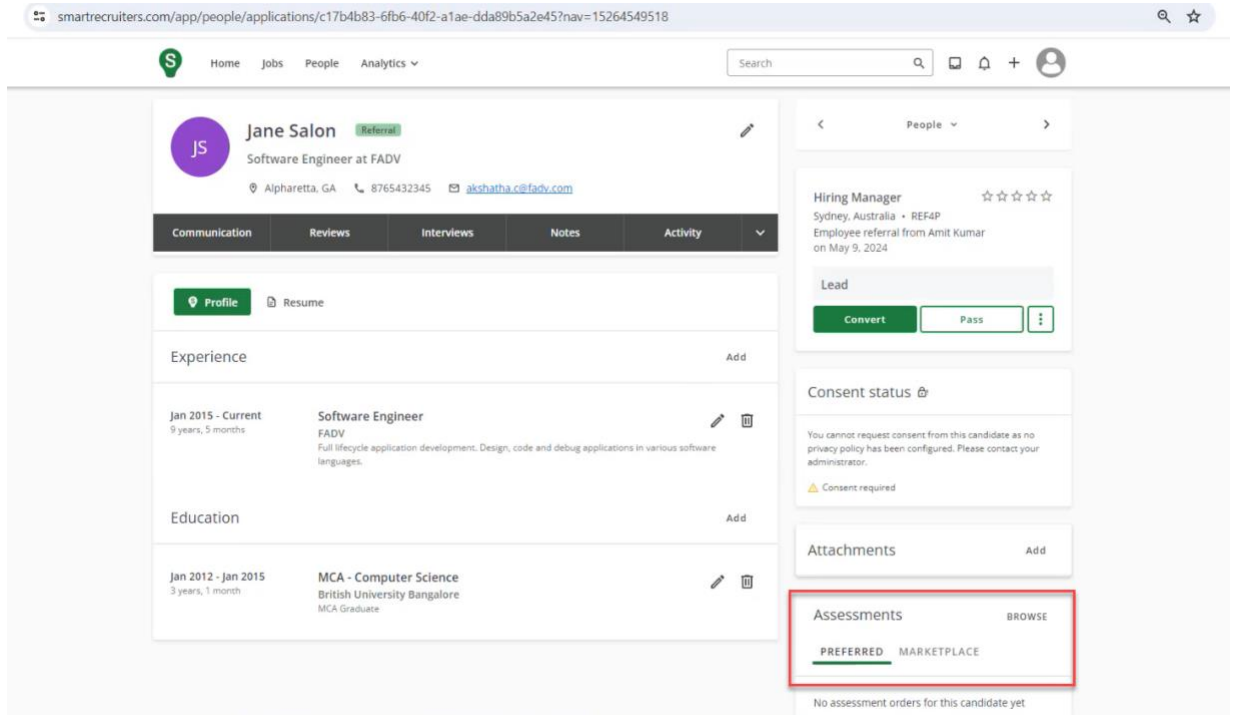 smartrecruiters.com/app/people/applications/c17b4b83-6fb6-40f2-a1ae-dda89b5a2e45?nav=15264549518
S
Home Jobs People Analytics
Search
JS
Jane Salon Referral
Software Engineer at FADV
Alpharetta, GA 8765432345 akshatha.c@fadv.com
Communication Reviews Interviews Notes Activity
Profile Resume
Experience Add
Jan 2015 - Current
9 years, 5 months
Software Engineer
FADV
Full lifecycle application development. Design, code and debug applications in various software
languages.
Education Add
Jan 2012 - Jan 2015
3 years, 1 month
MCA - Computer Science
British University Bangalore
MCA Graduate
People
Hiring Manager
Sydney, Australia • REF4P
Employee referral from Amit Kumar
on May 9, 2024
Lead
Convert Pass
Consent status
You cannot request consent from this candidate as no
privacy policy has been configured. Please contact your
administrator.
Consent required
Attachments Add
Assessments BROWSE
PREFERRED MARKETPLACE
No assessment orders for this candidate yet